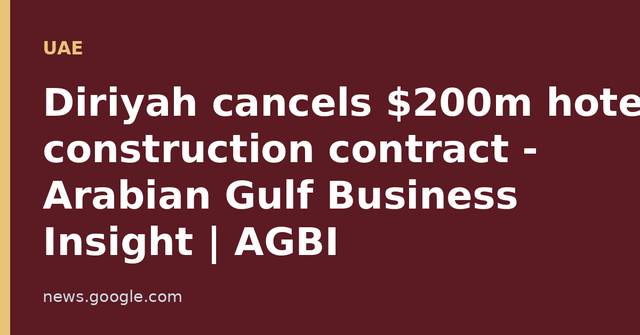 UAE
Diriyah cancels $200m hote
construction contract -
Arabian Gulf Business
Insight | AGBI
news.google.com